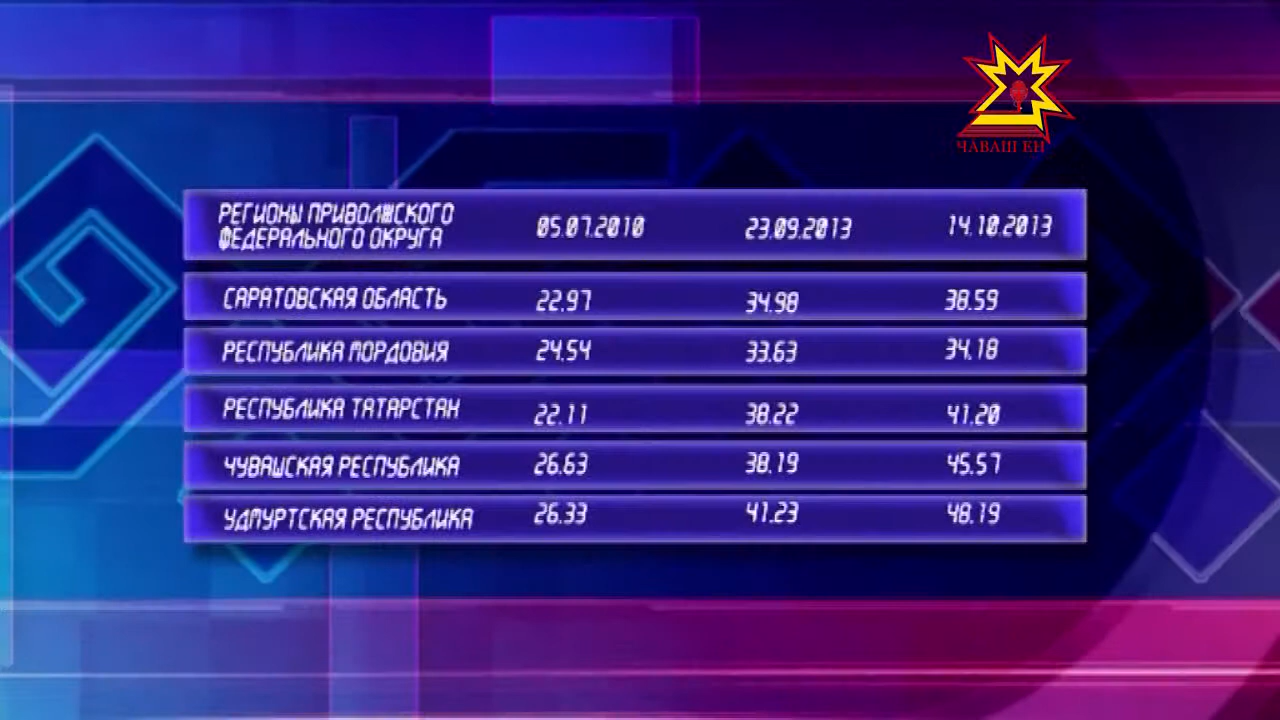 ЧӐВАШ ЕН
РЕГИОНЫ ПРИВОЛЖСКОГО
ФЕДЕРАЛЬНОГО ОКРУГА 05.07.2010 23.09.2013 14.10.2013
САРАТОВСКАЯ ОБЛАСТЬ 22.97 34.98 38.59
РЕСПУБЛИКА МОРДОВИЯ 24.54 33.63 34.18
РЕСПУБЛИКА ТАТАРСТАН 22.11 38.22 41.20
ЧУВАШСКАЯ РЕСПУБЛИКА 26.63 38.19 45.57
УДМУРТСКАЯ РЕСПУБЛИКА 26.33 41.23 48.19